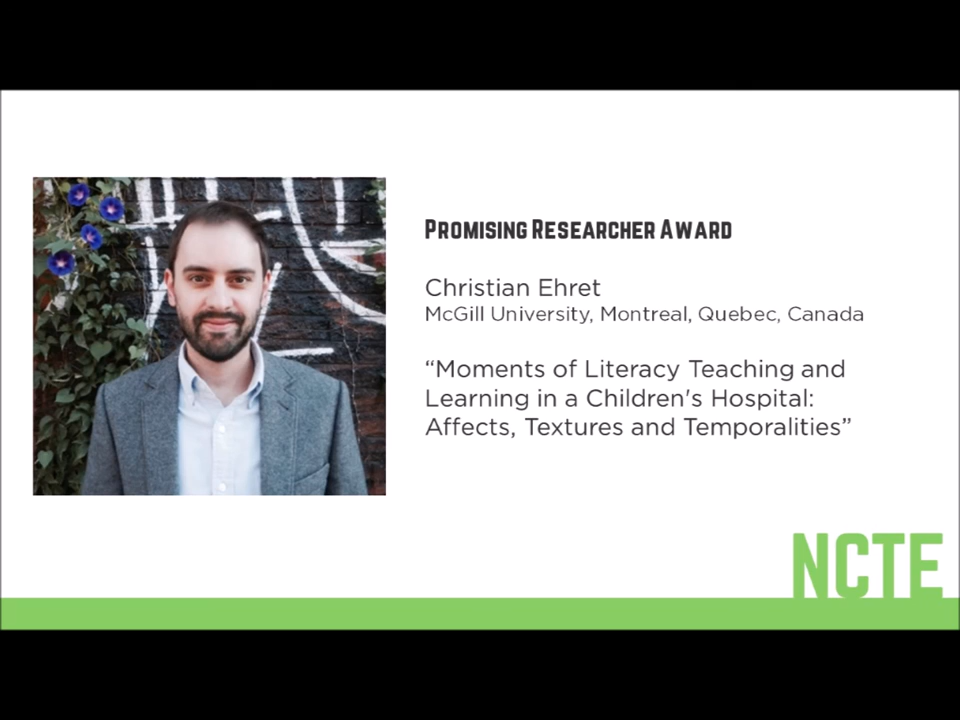 Promising Researcher Award
Christian Ehret
McGill University, Montreal, Quebec, Canada
“Moments of Literacy Teaching and
Learning in a Children's Hospital:
Affects, Textures and Temporalities”
NCTE